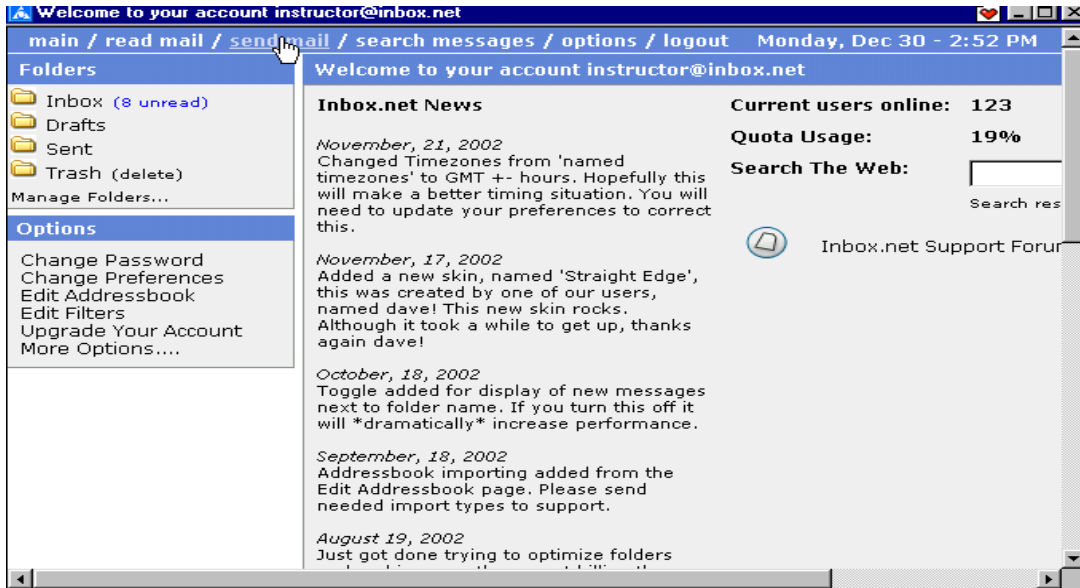 Welcome to your account instructor@inbox.net
main / read mail / send mail / search messages / options / logout Monday, Dec 30 - 2:52 PM
Folders
Inbox (8 unread)
Drafts
Sent
Trash (delete)
Manage Folders...
Options
Change Password
Change Preferences
Edit Addressbook
Edit Filters
Upgrade Your Account
More Options....
Welcome to your account instructor@inbox.net
Inbox.net News
November, 21, 2002
Changed Timezones from 'named
timezones' to GMT +- hours. Hopefully this
will make a better timing situation. You will
need to update your preferences to correct
this.
November, 17, 2002
Added a new skin, named 'Straight Edge',
this was created by one of our users,
named dave! This new skin rocks.
Although it took a while to get up, thanks
again dave!
October, 18, 2002
Toggle added for display of new messages
next to folder name. If you turn this off it
will *dramatically* increase performance.
September, 18, 2002
Addressbook importing added from the
Edit Addressbook page. Please send
needed import types to support.
August 19, 2002
Just got done trying to optimize folders
Current users online: 123
Quota Usage: 19%
Search The Web:
Search res
Inbox.net Support Forum